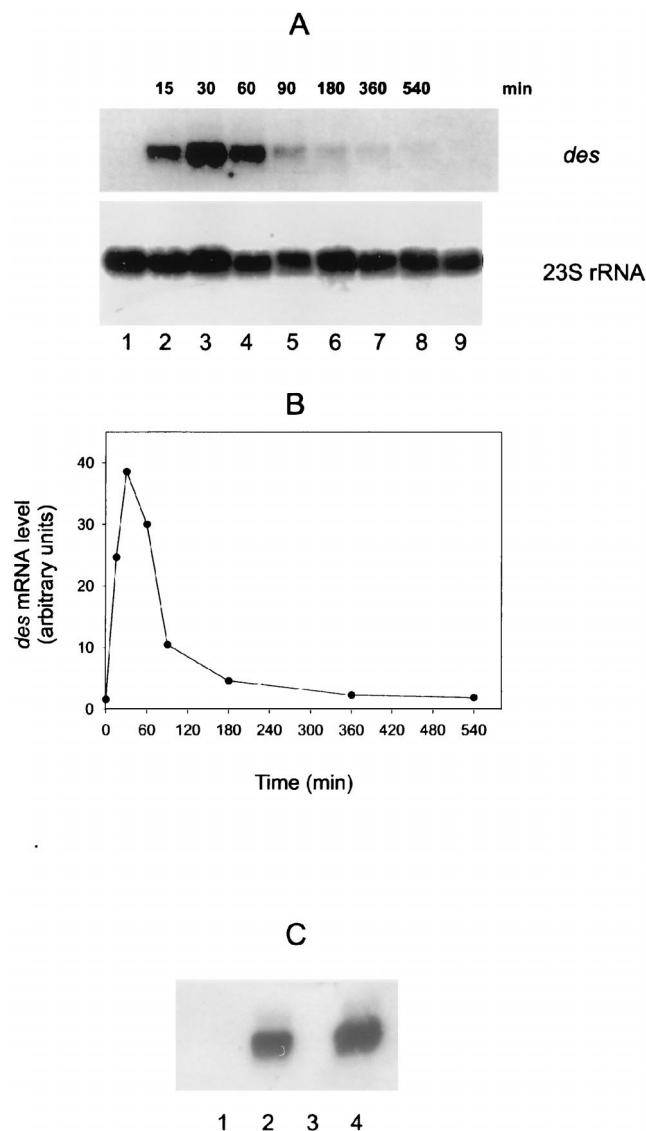 A
15 30 60 90 180 360 540 min
des
23S rRNA
1 2 3 4 5 6 7 8 9
B
des mRNA level
(arbitrary units)
40
30
20
10
0
0 60 120 180 240 300 360 420 480 540
Time (min)
C
1 2 3 4